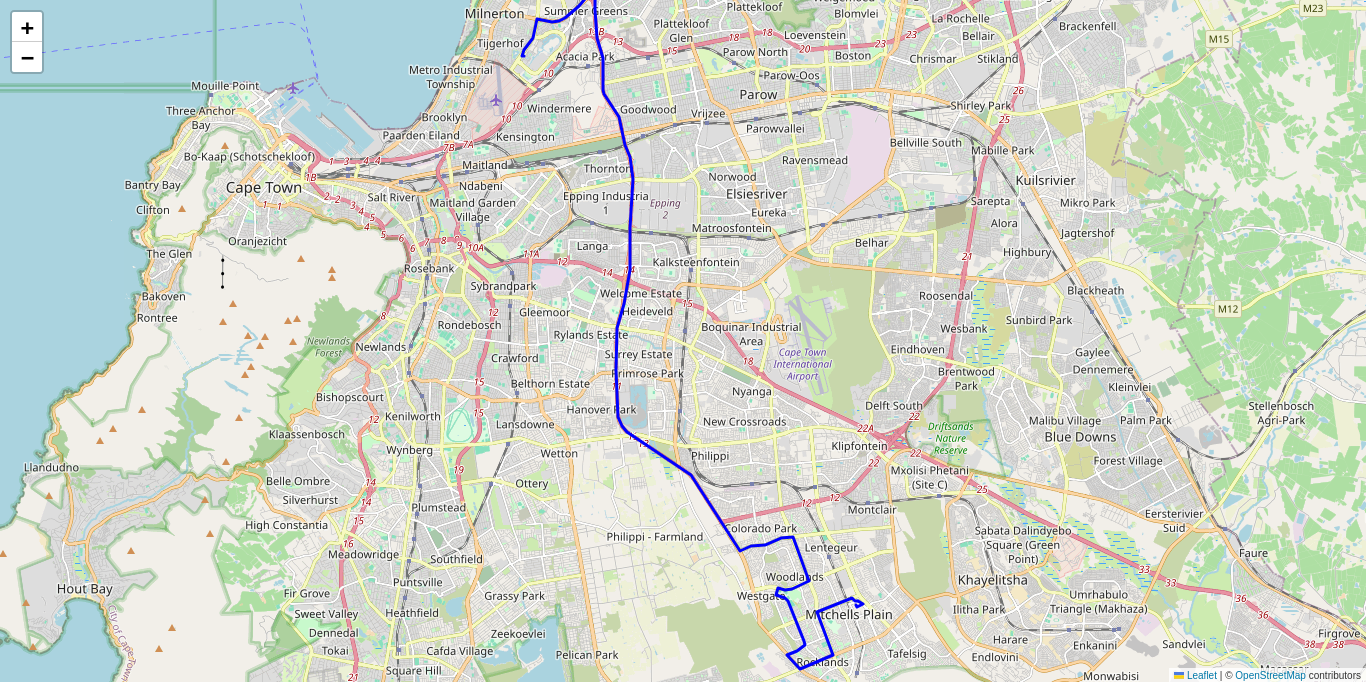 +
−
Milnerton
Summer Greens
Plattekloof
Glen
Plattekloof
Blomvlei
La Rochelle
Brackenfell
M23
M15
Tijgerhof
Acacia Park
13
Loevenstein
Parow North
Bellair
Boston
Chrismar
Stikland
Metro Industrial
Township
Mouille Point
Three Anchor
Bay
Windermere
Goodwood
Vrijzee
Parow
Parow-Oos
Shirley Park
Brooklyn
Paarden Eiland
Kensington
Parowvallei
Bellville South
Mabille Park
Bo-Kaap (Schotschekloof)
Maitland
Thornton
Ravensmead
Bantry Bay
Cape Town
Salt River
Ndabeni
Maitland Garden
Village
Norwood
Elsiesriver
Kuilsrivier
Clifton
Epping Industria
1
Epping
2
Eureka
Sarepta
Mikro Park
Oranjezicht
Langa
Matroosfontein
Belhar
Alora
Jagtershof
The Glen
Rosebank
Kalksteenfontein
Highbury
Bakoven
Sybrandpark
Welcome Estate
Roosendal
Blackheath
M12
Rontree
Gleemoor
Heideveld
Sunbird Park
Rondebosch
Rylands Estate
Boquinar Industrial
Area
Wesbank
Newlands
Forest
Newlands
Crawford
Surrey Estate
Cape Town
International
Airport
Eindhoven
Gaylee
Dennemere
Primrose Park
Brentwood
Park
Belthorn Estate
Nyanga
Kleinvlei
Bishopscourt
Kenilworth
Hanover Park
Delft South
Stellenbosch
Agri-Park
Lansdowne
New Crossroads
Driftsands
Nature
Reserve
Malibu Village
Palm Park
Klaassenbosch
Blue Downs
Wynberg
Wetton
Philippi
Klipfontein
Forest Village
Llandudno
Belle Ombre
Ottery
Mxolisi Phetani
(Site C)
Silverhurst
Plumstead
Montclair
High Constantia
Colorado Park
Eersterivier
Suid
Philippi - Farmland
Sabata Dalindyebo
Square (Green
Point)
Meadowridge
Southfield
Lentegeur
Faure
Hout Bay
Puntsville
Woodlands
Khayelitsha
Fir Grove
Grassy Park
Westgate
Umrhabulo
Triangle (Makhaza)
Sweet Valley
Heathfield
Mitchells Plain
Ilitha Park
City of Cape Town
Dennedal
Zeekoevlei
Harare
Enkanini
Sandvlei
Firgrove
Tokai
Cafda Village
Pelican Park
Tafelsig
Endlovini
Rocklands
Square Hill
Monwabisi
Macassar
Leaflet | © OpenStreetMap contributors